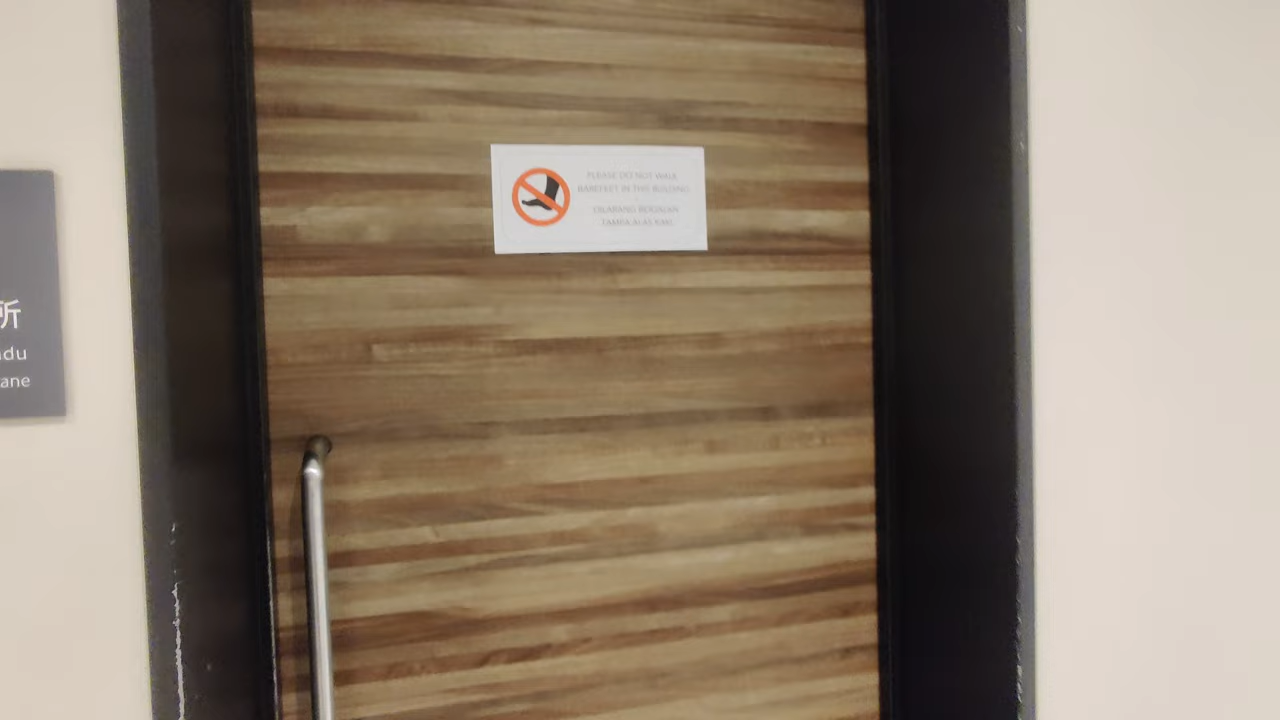 所
adu
ane
PLEASE DO NOT WALK
BAREFEET IN THIS BUILDING
DILARANG BERJALAN
TANPA ALAS KAKI